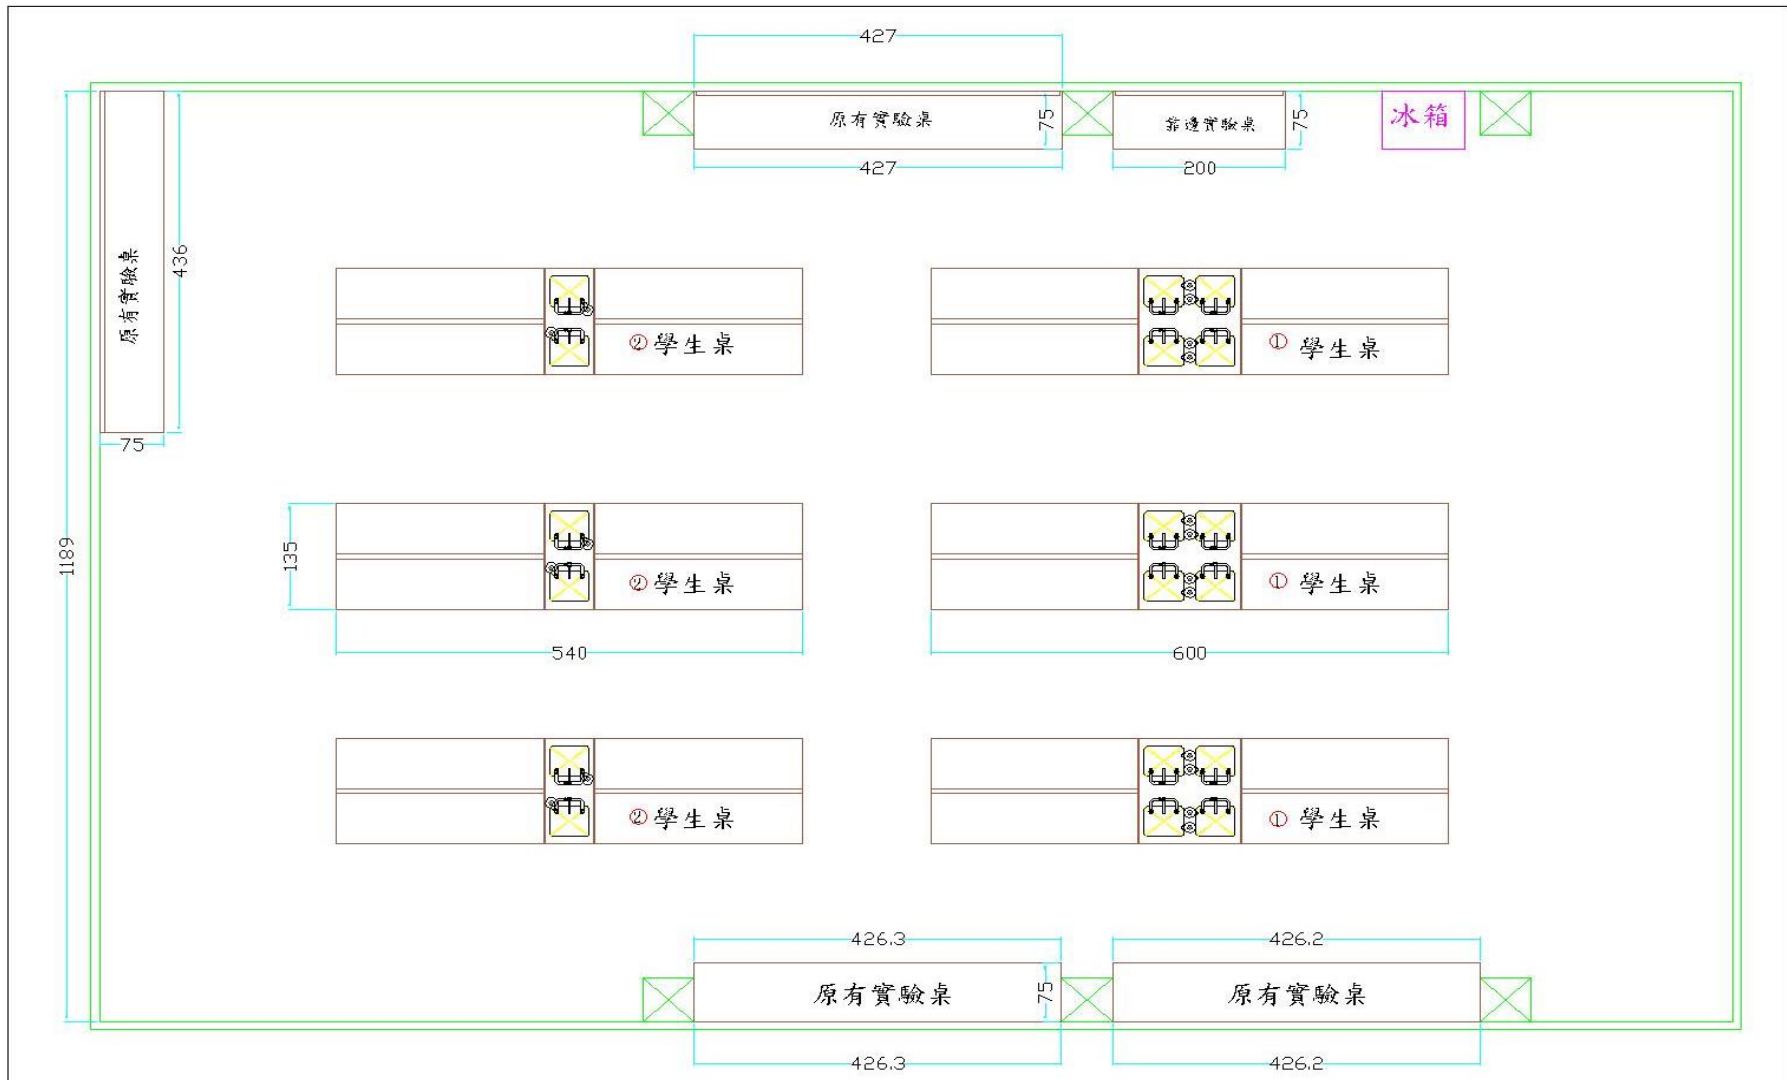 427
原有實驗桌
75
靠邊實驗桌
75
冰箱
427
200
原有實驗桌
436
75
②學生桌
①學生桌
1189
135
②學生桌
①學生桌
540
600
②學生桌
①學生桌
426.3
426.2
原有實驗桌
75
原有實驗桌
426.3
426.2